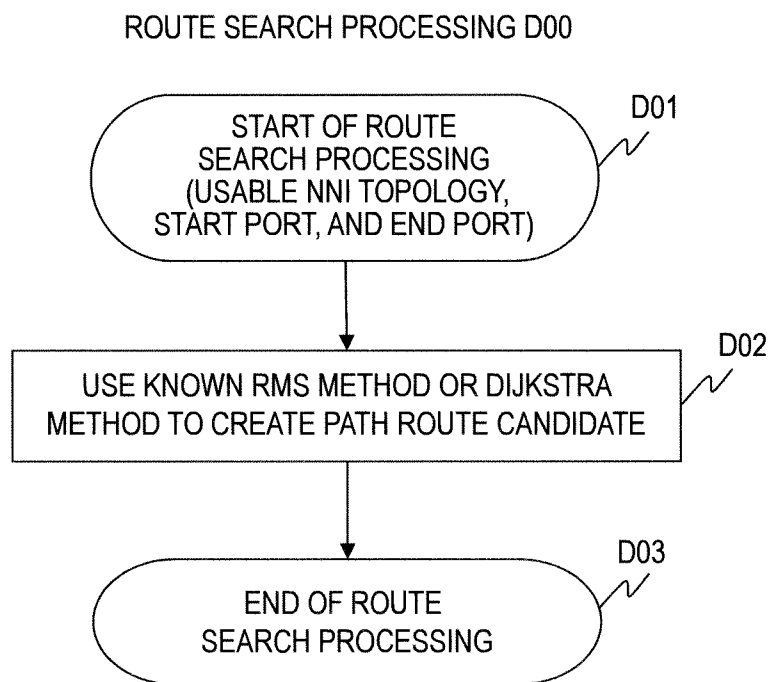 ROUTE SEARCH PROCESSING D00
D01
START OF ROUTE
SEARCH PROCESSING
(USABLE NNI TOPOLOGY,
START PORT, AND END PORT)
D02
USE KNOWN RMS METHOD OR DIJKSTRA
METHOD TO CREATE PATH ROUTE CANDIDATE
D03
END OF ROUTE
SEARCH PROCESSING